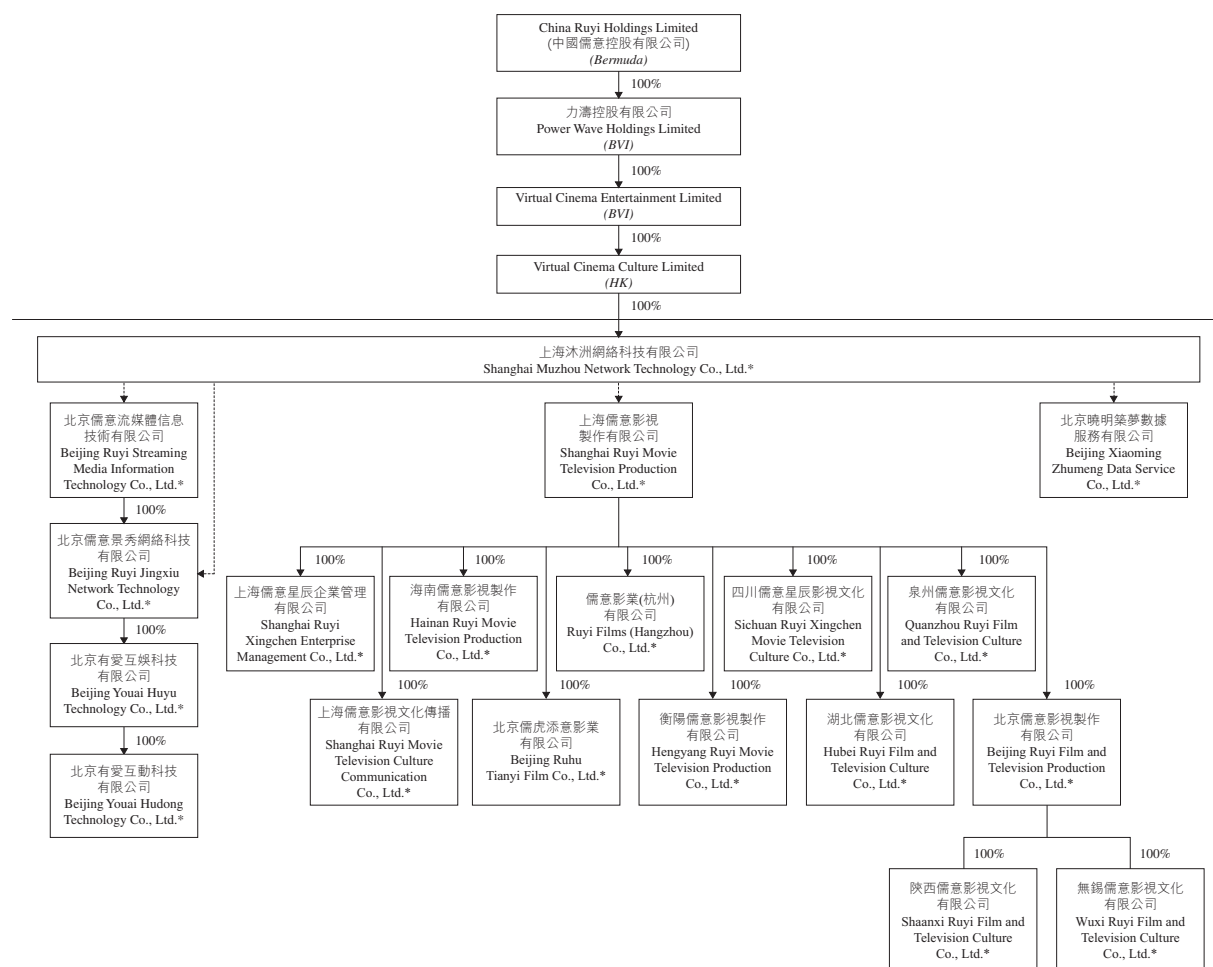 China Ruyi Holdings Limited
(中國儒意控股有限公司)
(Bermuda)
100%
力濤控股有限公司
Power Wave Holdings Limited
(BVI)
100%
Virtual Cinema Entertainment Limited
(BVI)
100%
Virtual Cinema Culture Limited
(HK)
100%
上海沐洲網絡科技有限公司
Shanghai Muzhou Network Technology Co., Ltd.*
北京儒意流媒體信息
技術有限公司
Beijing Ruyi Streaming
Media Information
Technology Co., Ltd.*
100%
北京儒意景秀網絡科技
有限公司
Beijing Ruyi Jingxiu
Network Technology
Co., Ltd.*
100%
北京有愛互娛科技
有限公司
Beijing Youai Huyu
Technology Co., Ltd.*
100%
北京有愛互動科技
有限公司
Beijing Youai Hudong
Technology Co., Ltd.*
上海儒意影視
製作有限公司
Shanghai Ruyi Movie
Television Production
Co., Ltd.*
北京曉明築夢數據
服務有限公司
Beijing Xiaoming
Zhumeng Data Service
Co., Ltd.*
100%
上海儒意星辰企業管理
有限公司
Shanghai Ruyi
Xingchen Enterprise
Management Co., Ltd.*
100%
海南儒意影視製作
有限公司
Hainan Ruyi Movie
Television Production
Co., Ltd.*
100%
儒意影業(杭州)
有限公司
Ruyi Films (Hangzhou)
Co., Ltd.*
100%
四川儒意星辰影視文化
有限公司
Sichuan Ruyi Xingchen
Movie Television
Culture Co., Ltd.*
100%
泉州儒意影視文化
有限公司
Quanzhou Ruyi Film
and Television Culture
Co., Ltd.*
100%
上海儒意影視文化傳播
有限公司
Shanghai Ruyi Movie
Television Culture
Communication
Co., Ltd.*
100%
北京儒虎添意影業
有限公司
Beijing Ruhu
Tianyi Film Co., Ltd.*
100%
衡陽儒意影視製作
有限公司
Hengyang Ruyi Movie
Television Production
Co., Ltd.*
100%
湖北儒意影視文化
有限公司
Hubei Ruyi Film and
Television Culture
Co., Ltd.*
100%
北京儒意影視製作
有限公司
Beijing Ruyi Film and
Television Production
Co., Ltd.*
100%
陝西儒意影視文化
有限公司
Shaanxi Ruyi Film and
Television Culture
Co., Ltd.*
100%
無錫儒意影視文化
有限公司
Wuxi Ruyi Film and
Television Culture
Co., Ltd.*